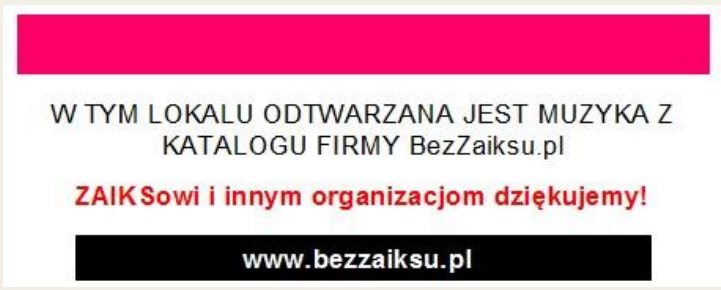 W TYM LOKALU ODTWARZANA JEST MUZYKA Z
KATALOGU FIRMY BezZaiksu.pl
ZAIKSowi i innym organizacjom dziękujemy!
www.bezzaiksu.pl